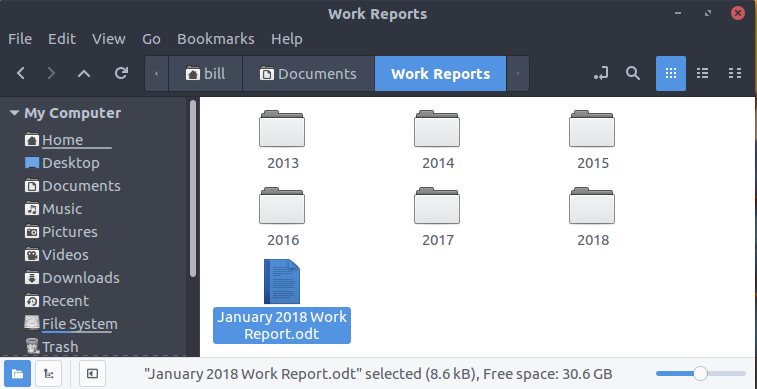 Work Reports
File Edit View Go Bookmarks Help
bill Documents Work Reports
My Computer
Home
Desktop
Documents
Music
Pictures
Videos
Downloads
Recent
File System
Trash
2013 2014 2015
2016 2017 2018
January 2018 Work
Report.odt
"January 2018 Work Report.odt" selected (8.6 kB), Free space: 30.6 GB